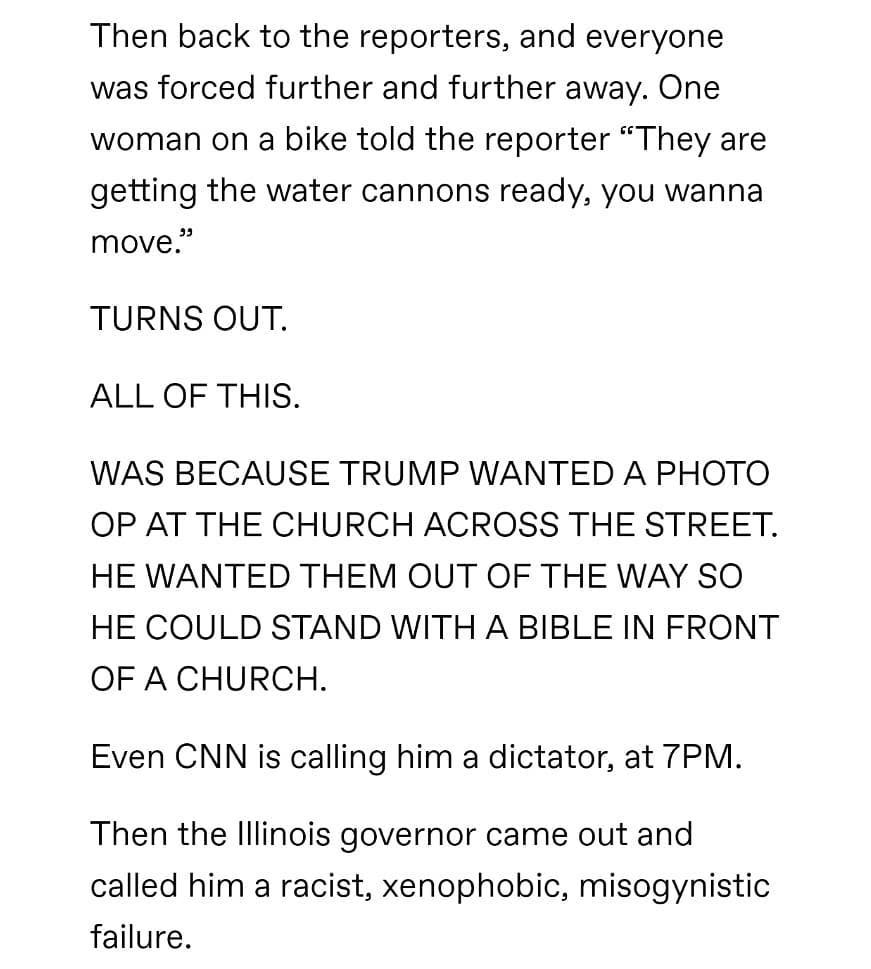 Then back to the reporters, and everyone
was forced further and further away. One
woman on a bike told the reporter “They are
getting the water cannons ready, you wanna
move.”
TURNS OUT.
ALL OF THIS.
WAS BECAUSE TRUMP WANTED A PHOTO
OP AT THE CHURCH ACROSS THE STREET.
HE WANTED THEM OUT OF THE WAY SO
HE COULD STAND WITH A BIBLE IN FRONT
OF A CHURCH.
Even CNN is calling him a dictator, at 7PM.
Then the Illinois governor came out and
called him a racist, xenophobic, misogynistic
failure.